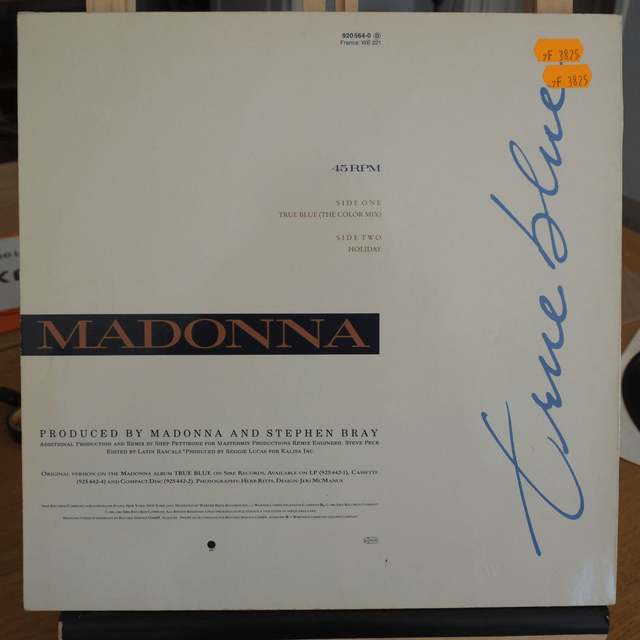 920 564-0 D
France: WE 221
45 RPM
SIDE ONE
TRUE BLUE (THE COLOR MIX)
SIDE TWO
HOLIDAY
MADONNA
PRODUCED BY MADONNA AND STEPHEN BRAY
ADDITIONAL PRODUCTION AND REMIX BY SHEP PETTIBONE FOR MASTERMIX PRODUCTIONS REMIX ENGINEER: STEVE PECK
EDITED BY LATIN RASCALS *PRODUCED BY REGGIE LUCAS FOR KALISA INC.
ORIGINAL VERSION ON THE MADONNA ALBUM TRUE BLUE ON SIRE RECORDS, AVAILABLE ON LP (925 442-1), CASSETTE
(925 442-4) AND COMPACT DISC (925 442-2). PHOTOGRAPHY: HERB RITTS, DESIGN: JERI MCMANUS
true blue
F 3825
F 3825